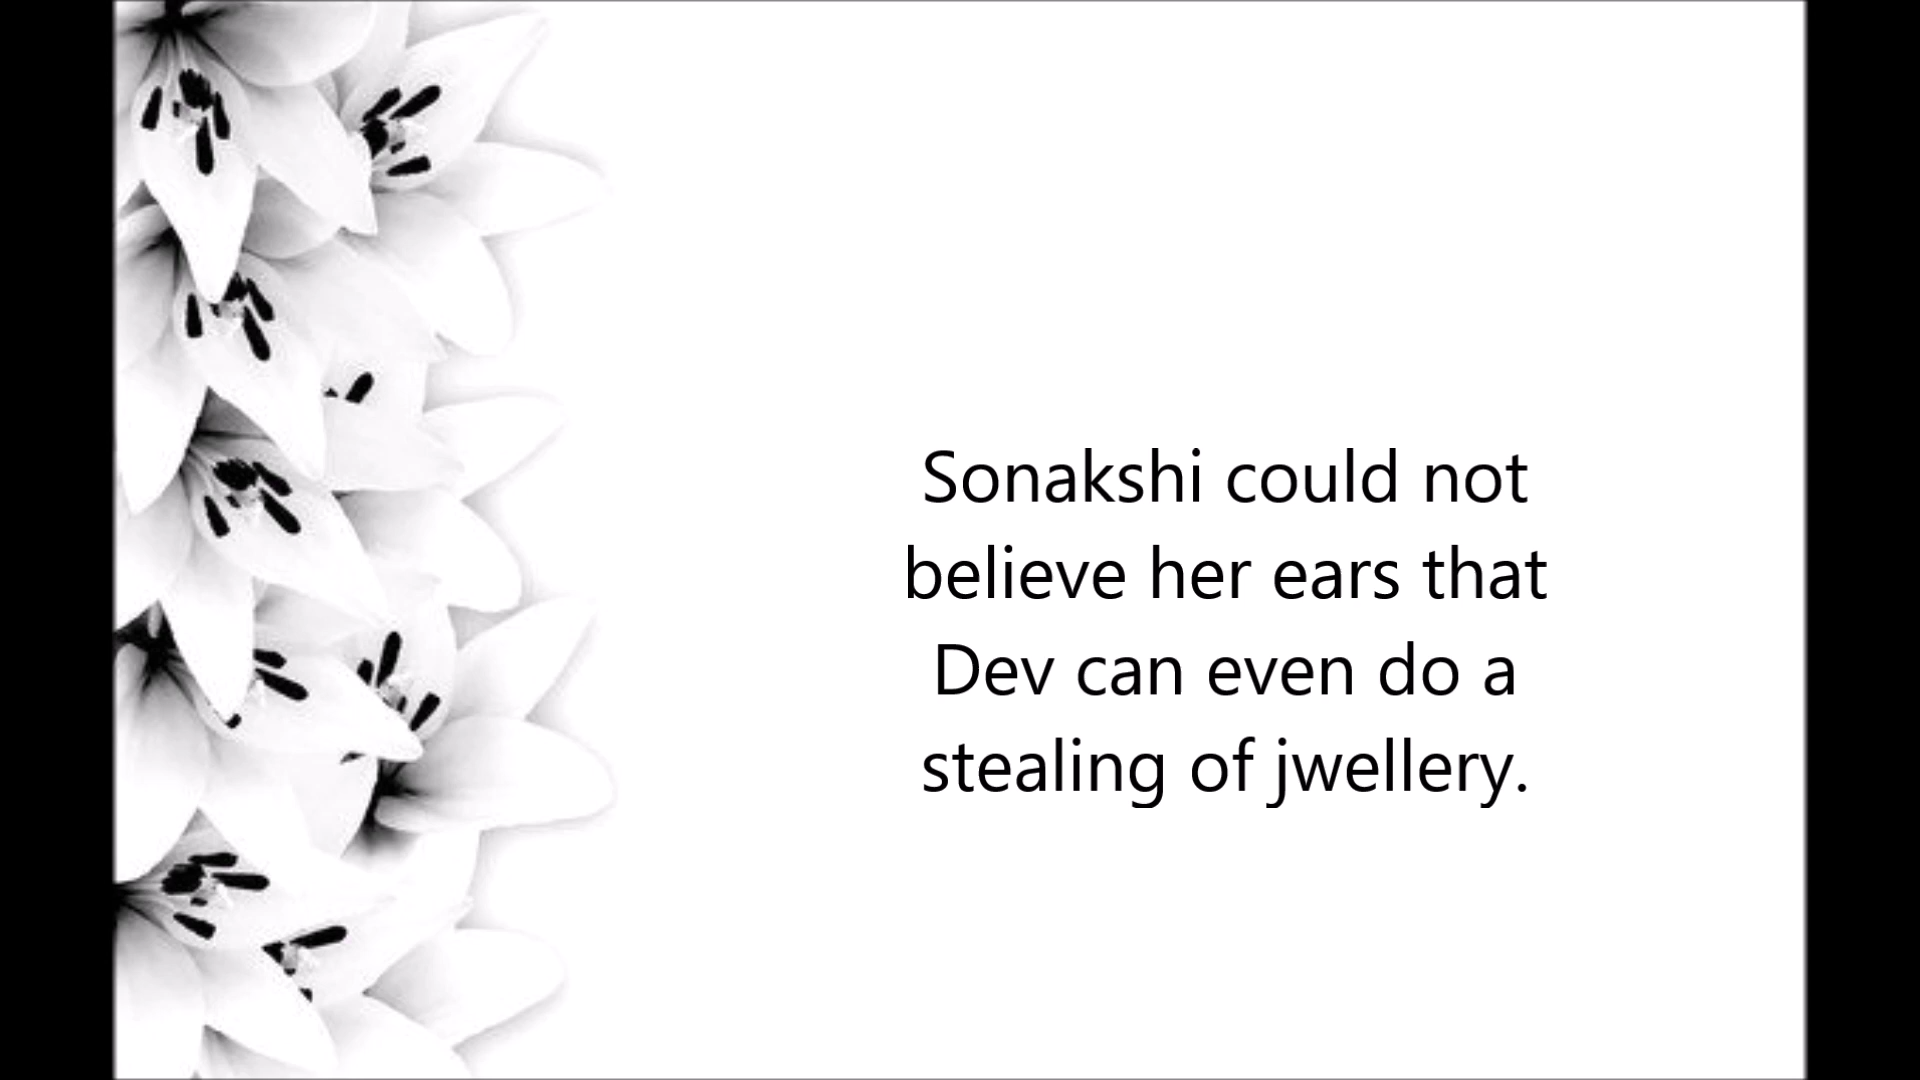 Sonakshi could not
believe her ears that
Dev can even do a
stealing of jwellery.